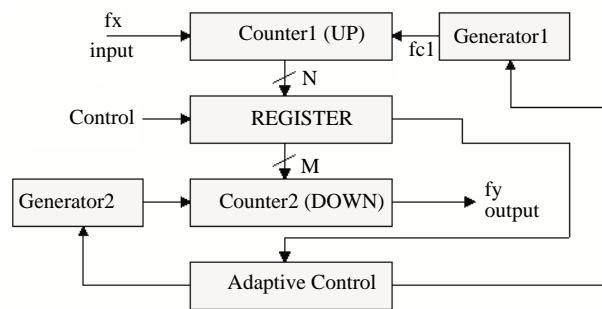 fx
input
Counter1 (UP)
fc1
Generator1
N
Control
REGISTER
M
Generator2
Counter2 (DOWN)
fy
output
Adaptive Control